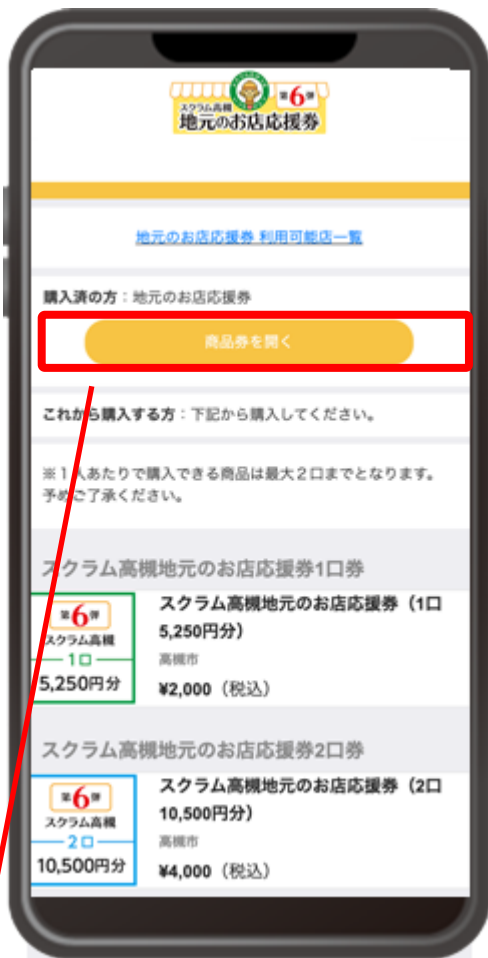 第6弾
スクラム高槻
地元のお店応援券
地元のお店応援券 利用可能店一覧
購入済の方：地元のお店応援券
商品券を開く
これから購入する方：下記から購入してください。
※１人あたりで購入できる商品は最大２口までとなります。
予めご了承ください。
スクラム高槻地元のお店応援券1口券
第6弾
スクラム高槻
1口
5,250円分
スクラム高槻地元のお店応援券（1口
5,250円分）
高槻市
¥2,000（税込）
スクラム高槻地元のお店応援券2口券
第6弾
スクラム高槻
2口
10,500円分
スクラム高槻地元のお店応援券（2口
10,500円分）
高槻市
¥4,000（税込）